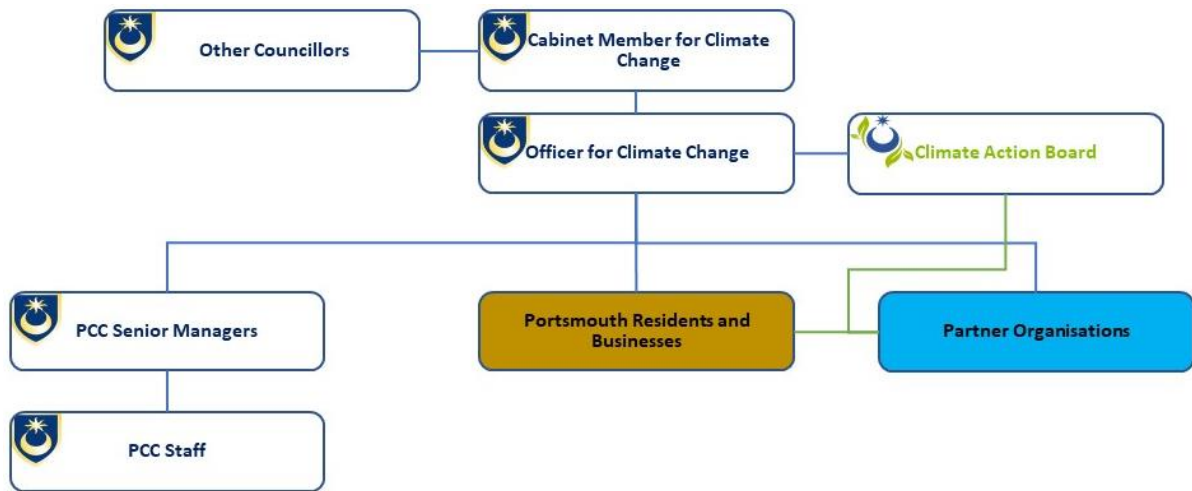 Other Councillors
Cabinet Member for Climate
Change
Officer for Climate Change
Climate Action Board
PCC Senior Managers
Portsmouth Residents and
Businesses
Partner Organisations
PCC Staff